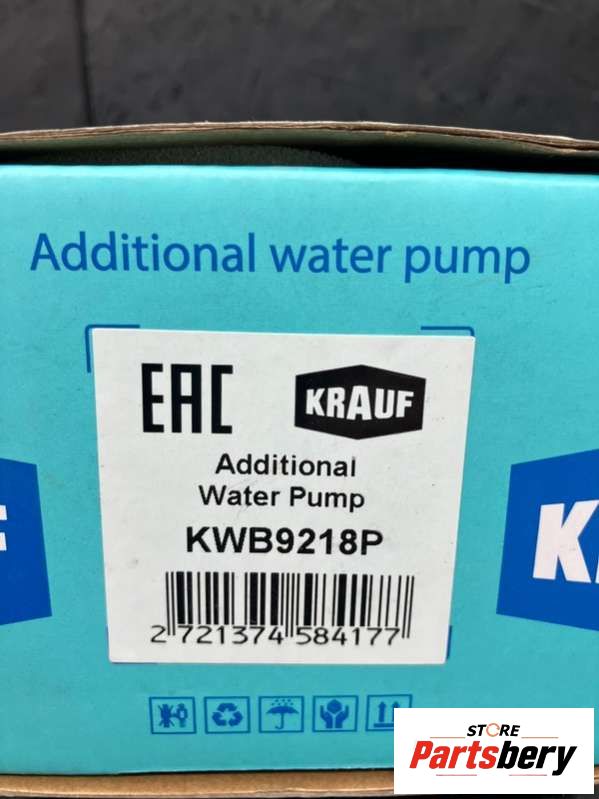 Additional water pump
EAC KRAUF
Additional
Water Pump
KWB9218P
2 721374 584177
STORE
Partsbery